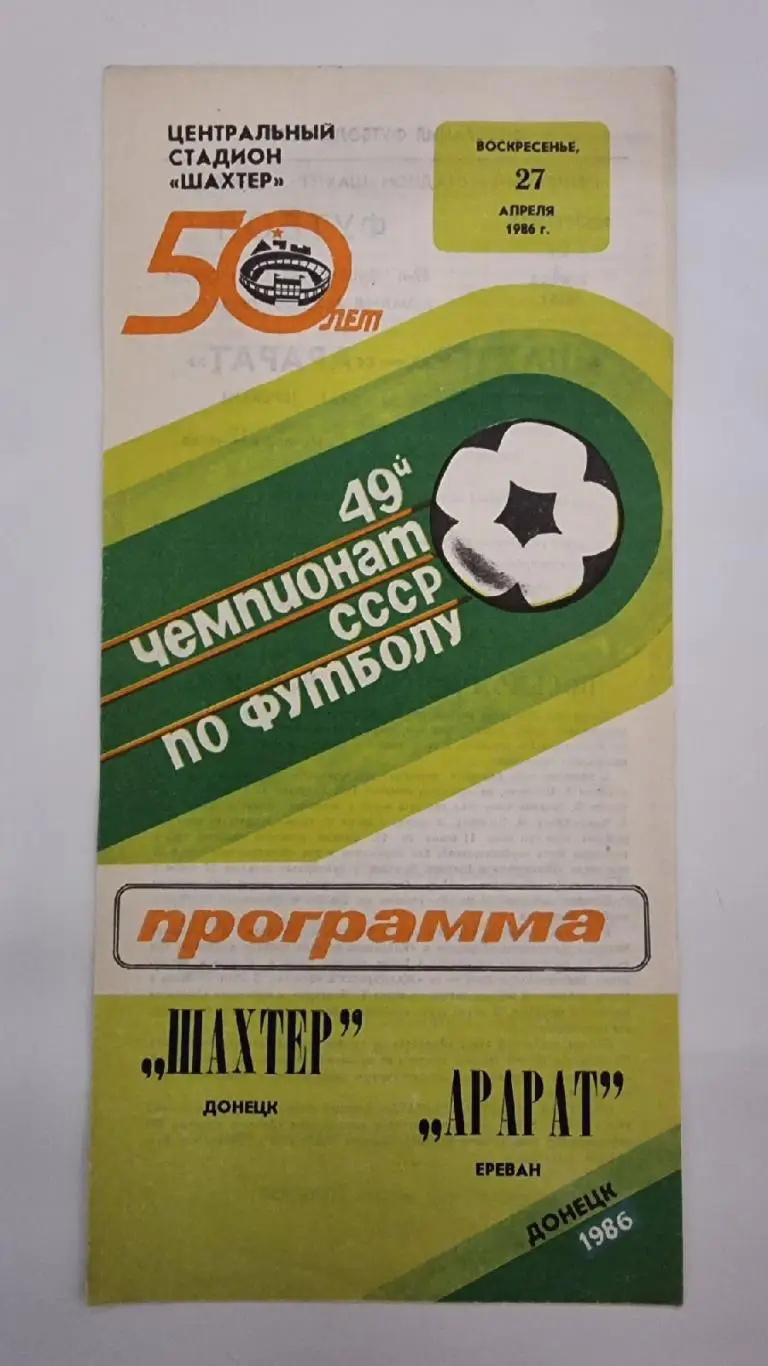 ЦЕНТРАЛЬНЫЙ
СТАДИОН
«ШАХТЕР»
50 ЛЕТ
ВОСКРЕСЕНЬЕ,
27
АПРЕЛЯ
1986 г.
49й
ЧЕМПИОНАТ
СССР
ПО ФУТБОЛУ
программа
„ШАХТЕР”
ДОНЕЦК
„АРАРАТ”
ЕРЕВАН
ДОНЕЦК
1986